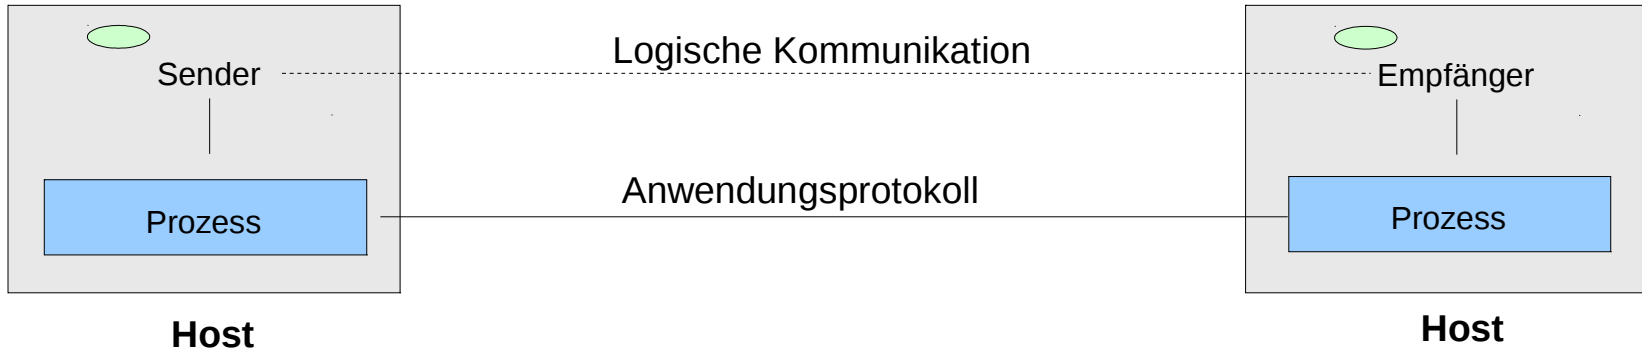 Logische Kommunikation
Sender
Empfänger
Anwendungsprotokoll
Prozess
Prozess
Host
Host